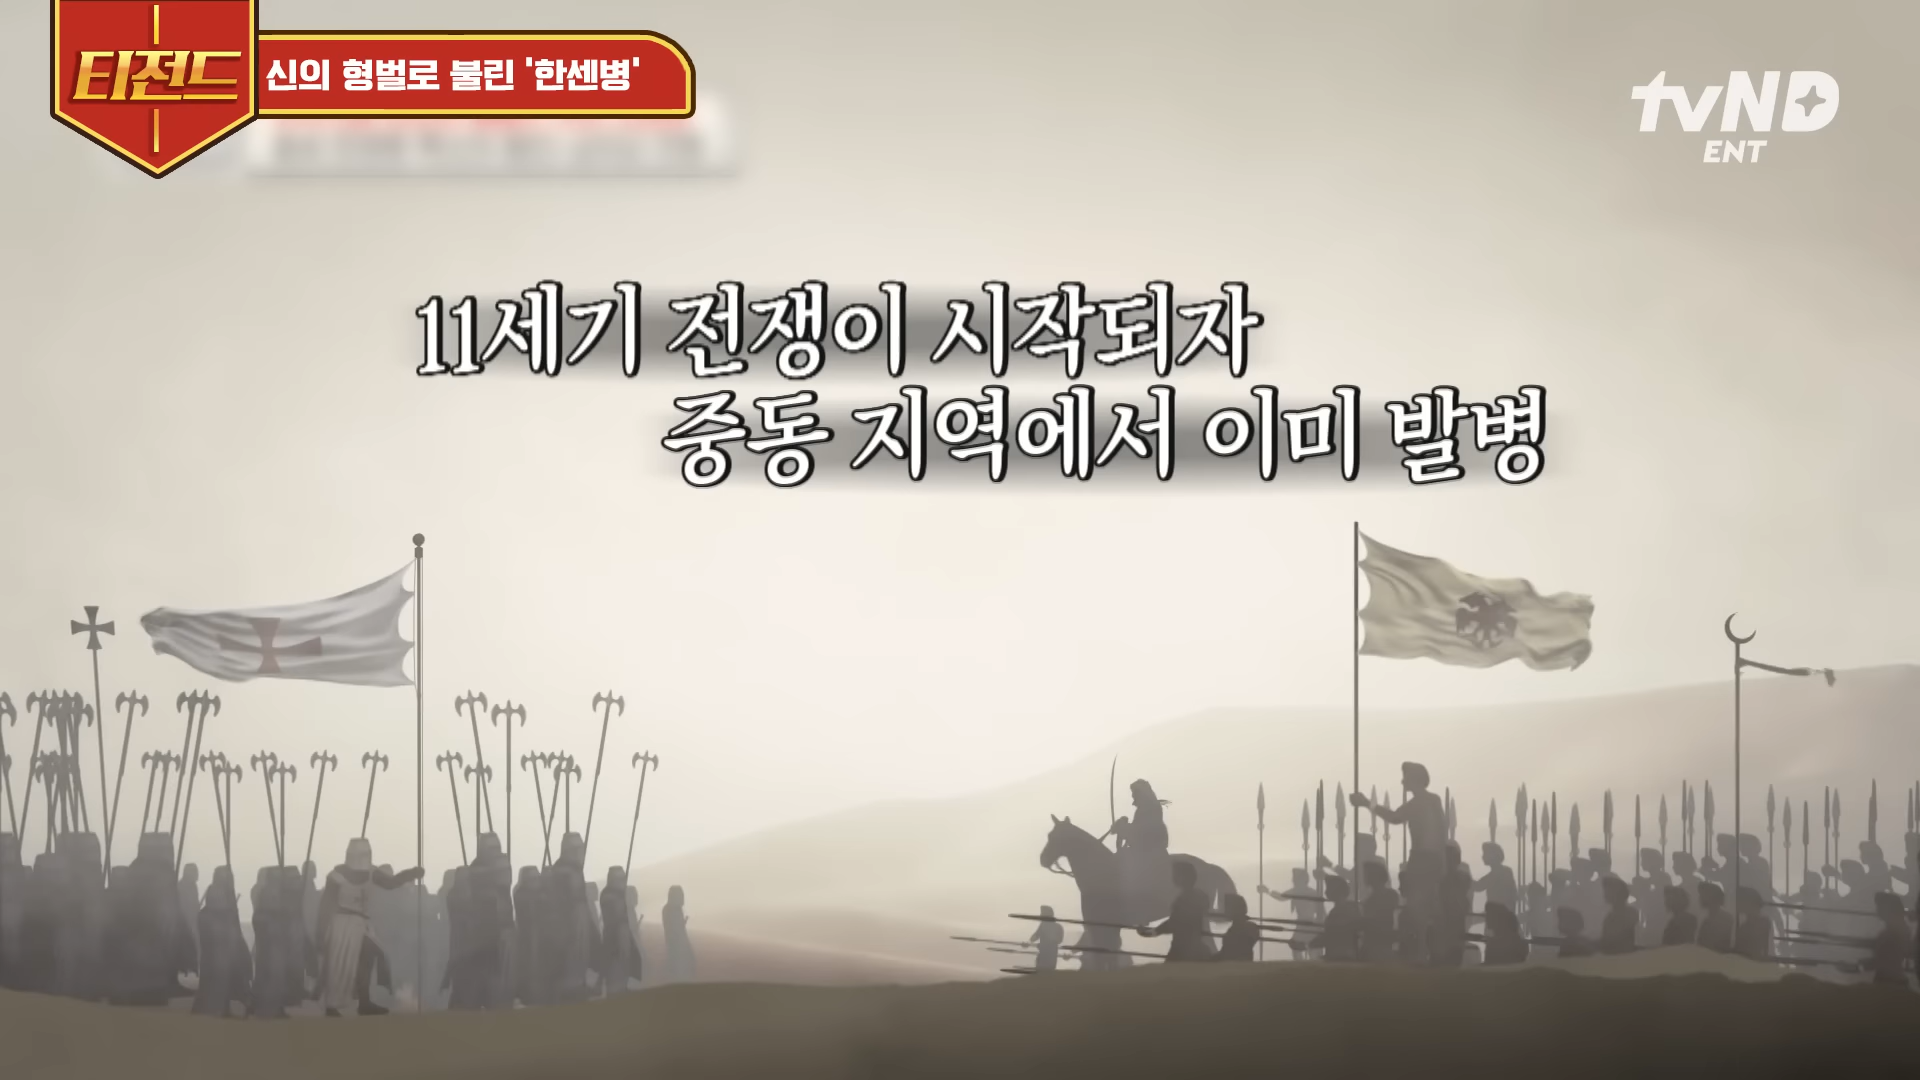 티전드
신의 형벌로 불린 '한센병'
tvND
ENT
11세기 전쟁이 시작되자
중동 지역에서 이미 발병